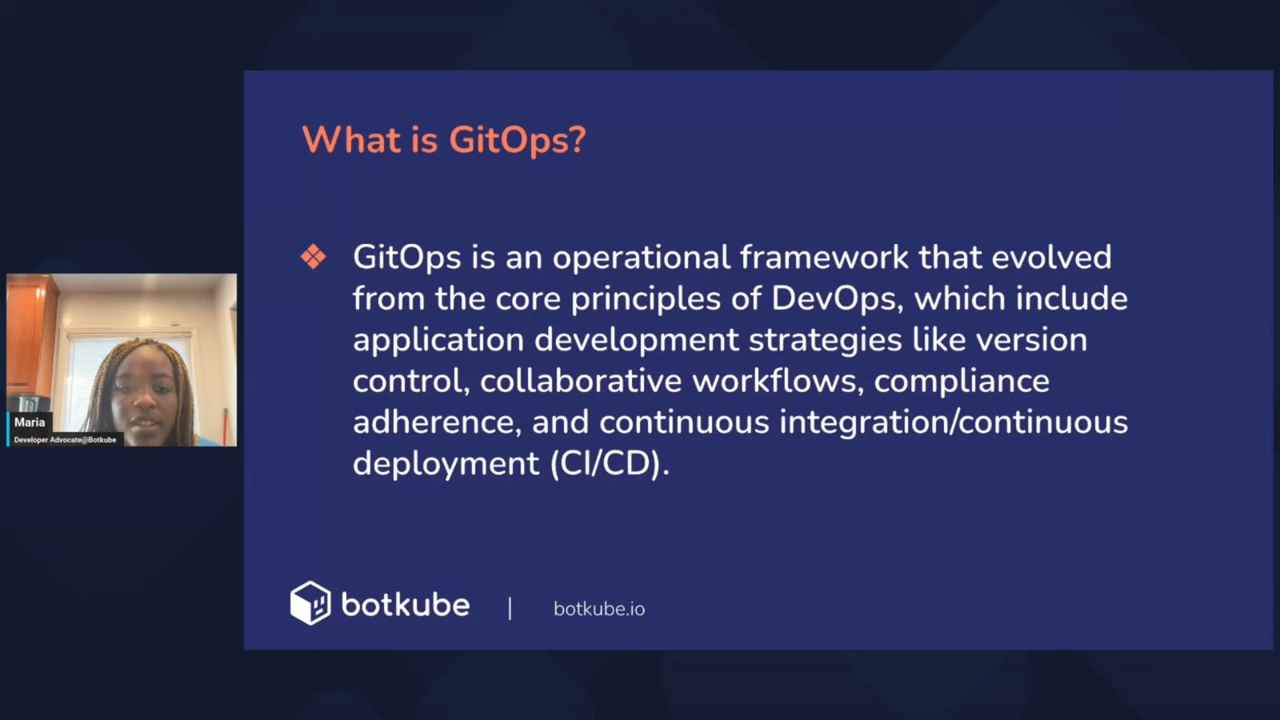 What is GitOps?
❖ GitOps is an operational framework that evolved
from the core principles of DevOps, which include
application development strategies like version
control, collaborative workflows, compliance
adherence, and continuous integration/continuous
deployment (CI/CD).
Maria
Developer Advocate@Botkube
botkube | botkube.io